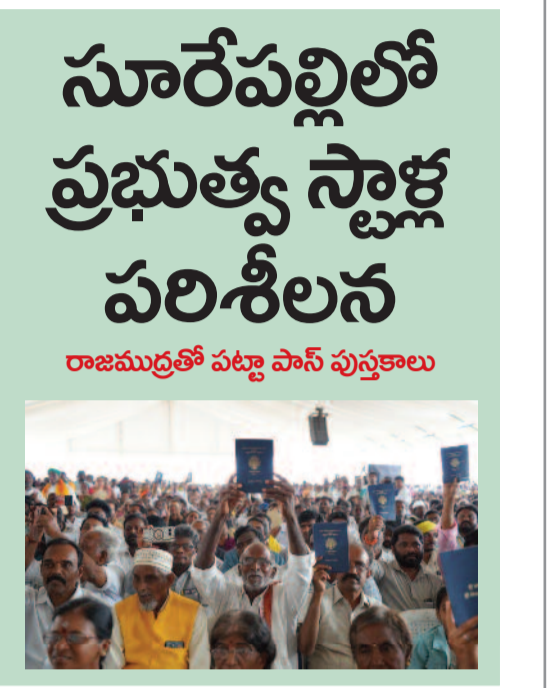 సూరేపల్లిలో
ప్రభుత్వ స్టాళ్ల
పరిశీలన
రాజముద్రతో పట్టా పాస్ పుస్తకాలు